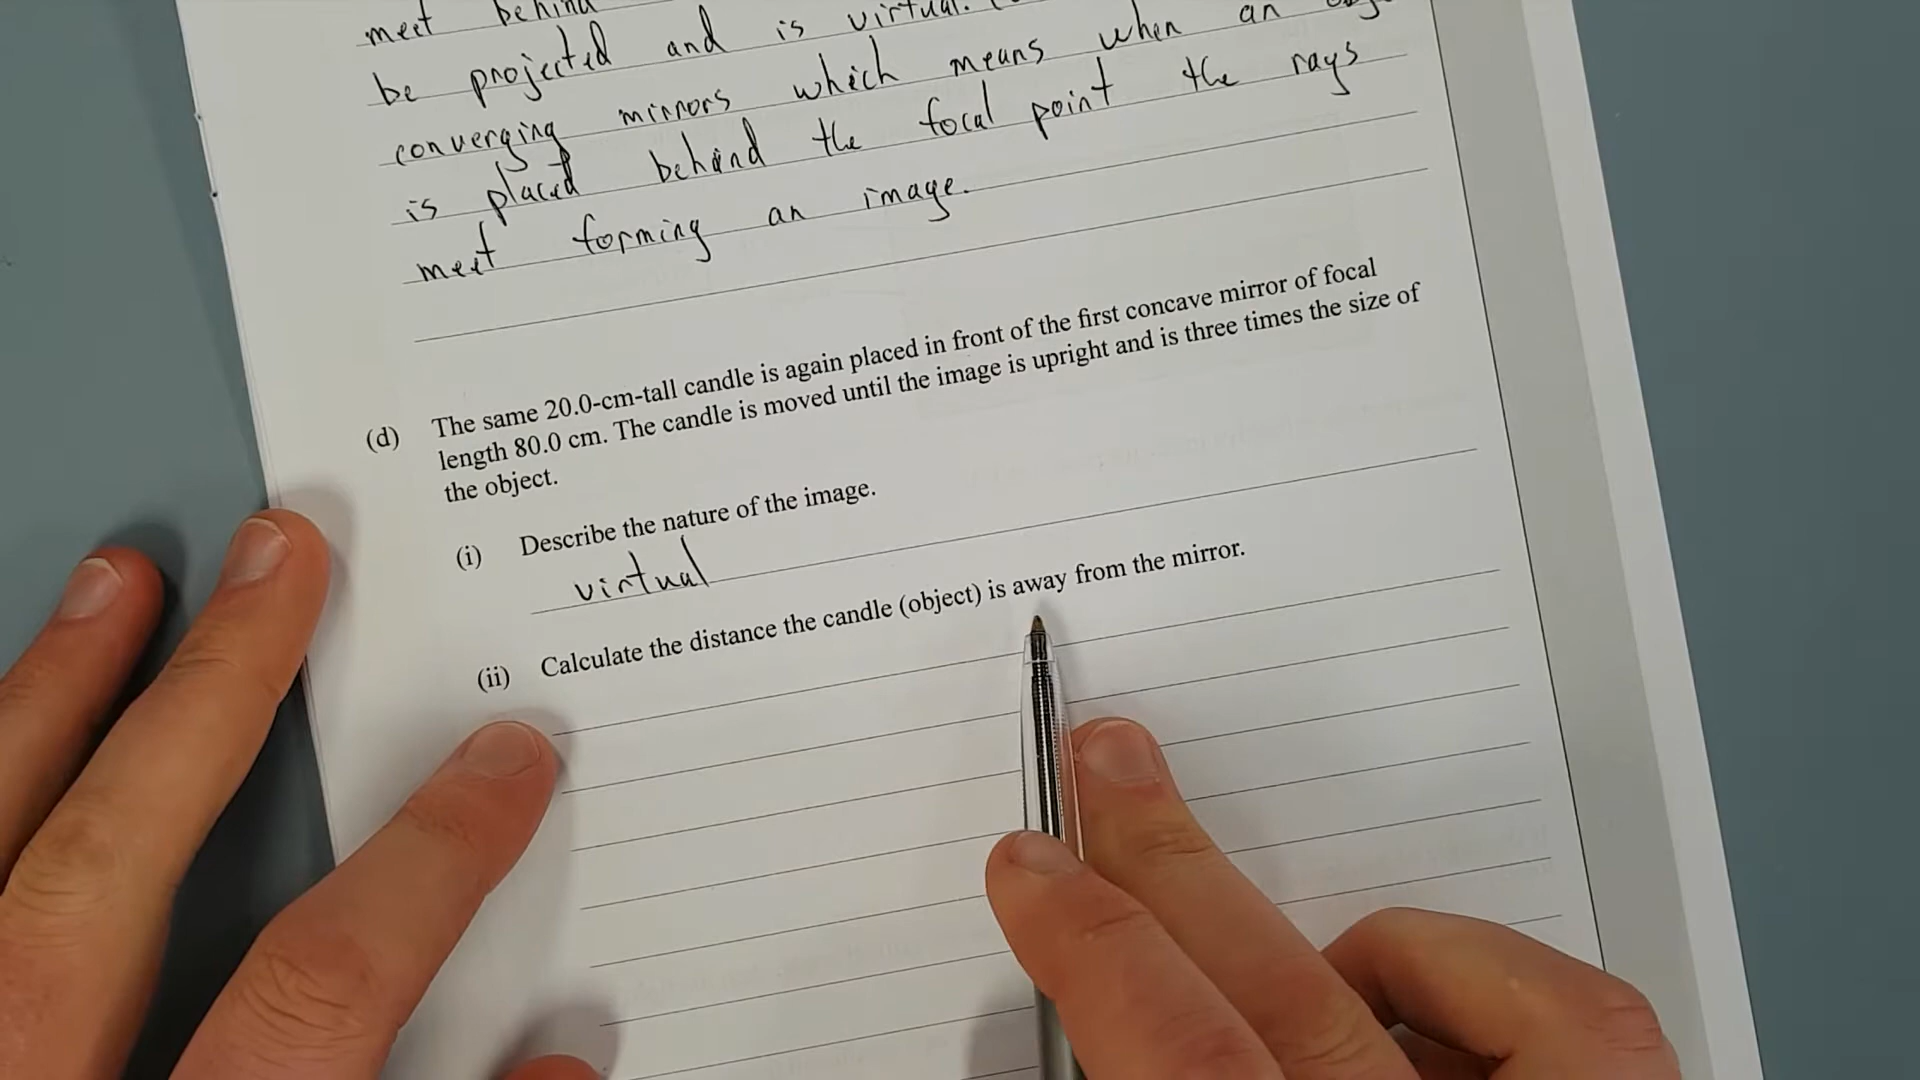 meet behind
be projected and is virtual.
converging mirrors which means when an
is placed behind the focal point the rays
meet forming an image.
(d) The same 20.0-cm-tall candle is again placed in front of the first concave mirror of focal
length 80.0 cm. The candle is moved until the image is upright and is three times the size of
the object.
(i) Describe the nature of the image.
virtual
(ii) Calculate the distance the candle (object) is away from the mirror.